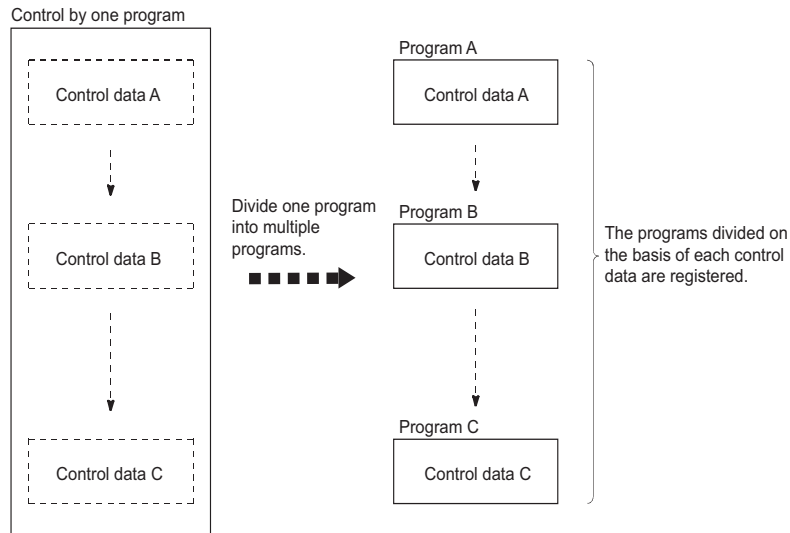 Control by one program
Control data A
Control data B
Control data C
Divide one program
into multiple
programs.
Program A
Control data A
Program B
Control data B
Program C
Control data C
The programs divided on
the basis of each control
data are registered.